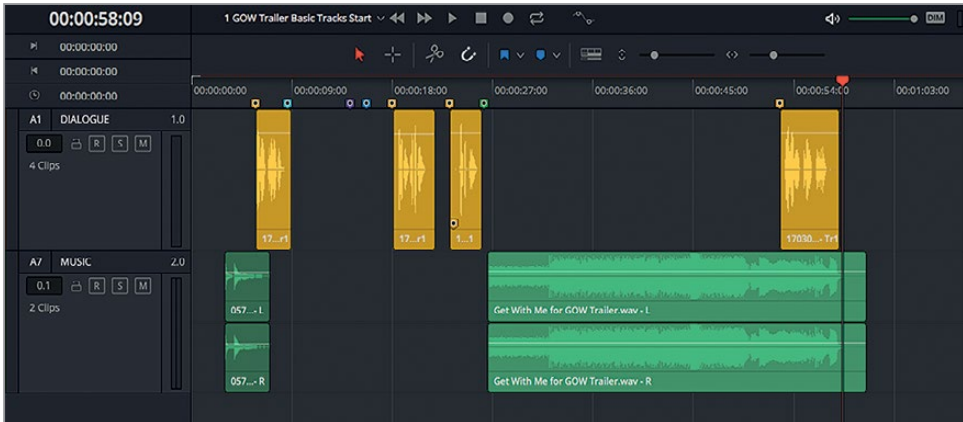 00:00:58:09
1 GOW Trailer Basic Tracks Start
DIM
00:00:00:00
00:00:00:00
00:00:00:00
00:00:00:00 00:00:09:00 00:00:18:00 00:00:27:00 00:00:36:00 00:00:45:00 00:00:54:00 00:01:03:00
A1 DIALOGUE 1.0
0.0 R S M
4 Clips
17...r1 17...r1 1...1 17030...- Tr1
A7 MUSIC 2.0
0.1 R S M
2 Clips
057...- L Get With Me for GOW Trailer.wav - L
057...- R Get With Me for GOW Trailer.wav - R